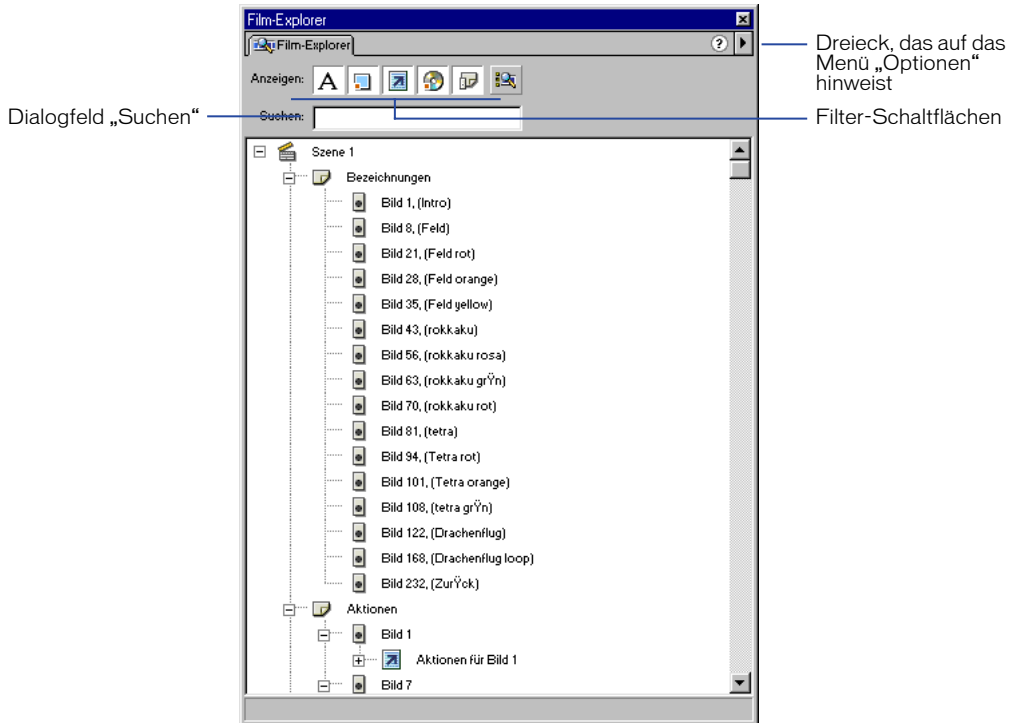 Film-Explorer
Film-Explorer
?
Dreieck, das auf das
Menü „Optionen“
hinweist
Anzeigen:
A
Filter-Schaltflächen
Dialogfeld „Suchen“
Suchen:
Szene 1
Bezeichnungen
Bild 1, (Intro)
Bild 8, (Feld)
Bild 21, (Feld rot)
Bild 28, (Feld orange)
Bild 35, (Feld yellow)
Bild 43, (rokkaku)
Bild 56, (rokkaku rosa)
Bild 63, (rokkaku grŸn)
Bild 70, (rokkaku rot)
Bild 81, (tetra)
Bild 94, (Tetra rot)
Bild 101, (Tetra orange)
Bild 108, (tetra grŸn)
Bild 122, (Drachenflug)
Bild 168, (Drachenflug loop)
Bild 232, (ZurŸck)
Aktionen
Bild 1
Aktionen für Bild 1
Bild 7